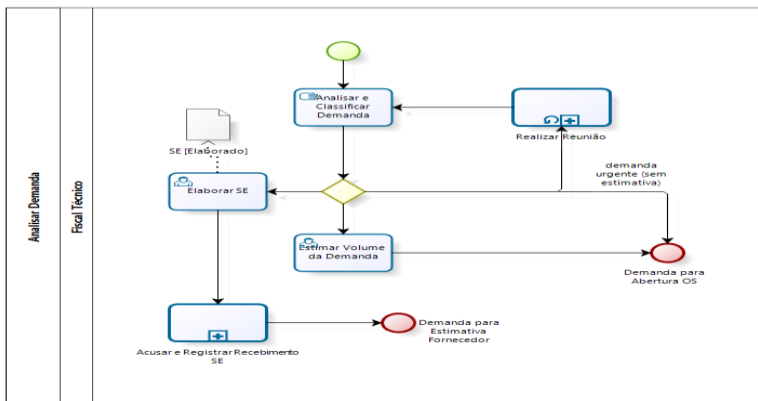 Analisar Demanda
Fiscal Técnico
Analisar e
Classificar
Demanda
Realizar Reunião
SE [Elaborado]
demanda
urgente (sem
estimativa)
Elaborar SE
Estimar Volume
da Demanda
Demanda para
Abertura OS
Acusar e Registrar Recebimento
SE
Demanda para
Estimativa
Fornecedor